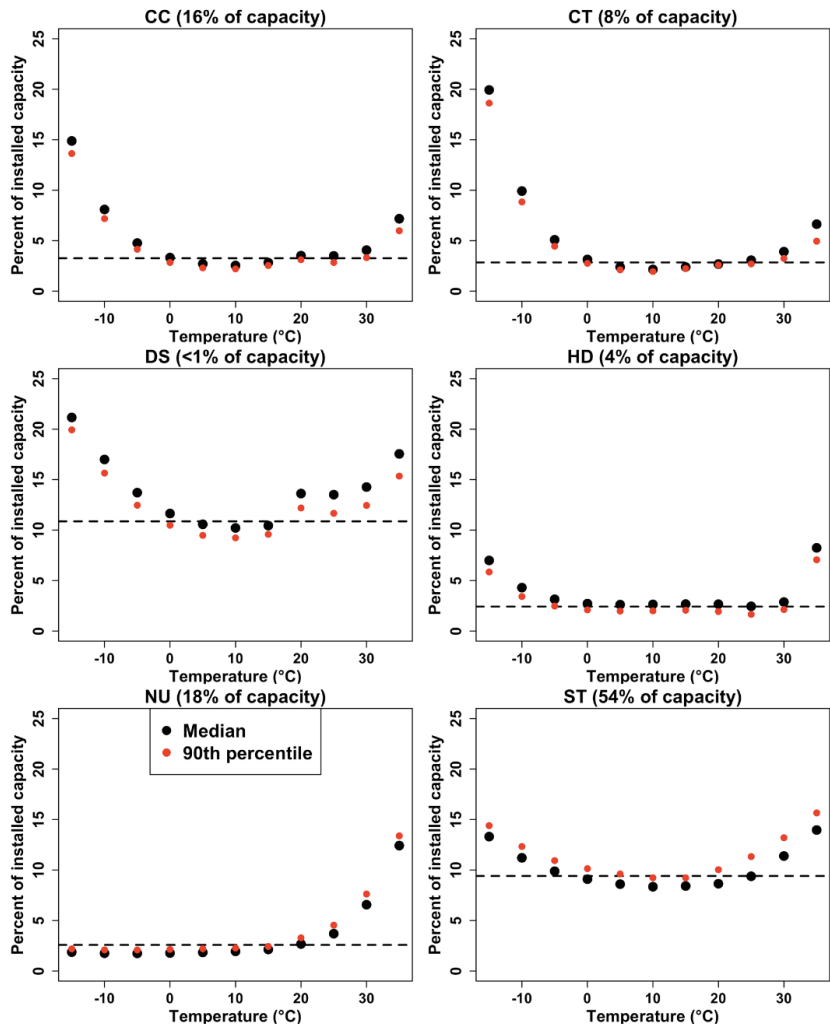 CC (16% of capacity)
Percent of installed capacity
0 5 10 15 20 25
-10 0 10 20 30
Temperature (°C)
CT (8% of capacity)
Percent of installed capacity
0 5 10 15 20 25
-10 0 10 20 30
Temperature (°C)
DS (<1% of capacity)
Percent of installed capacity
0 5 10 15 20 25
-10 0 10 20 30
Temperature (°C)
HD (4% of capacity)
Percent of installed capacity
0 5 10 15 20 25
-10 0 10 20 30
Temperature (°C)
NU (18% of capacity)
Median
90th percentile
Percent of installed capacity
0 5 10 15 20 25
-10 0 10 20 30
Temperature (°C)
ST (54% of capacity)
Percent of installed capacity
0 5 10 15 20 25
-10 0 10 20 30
Temperature (°C)